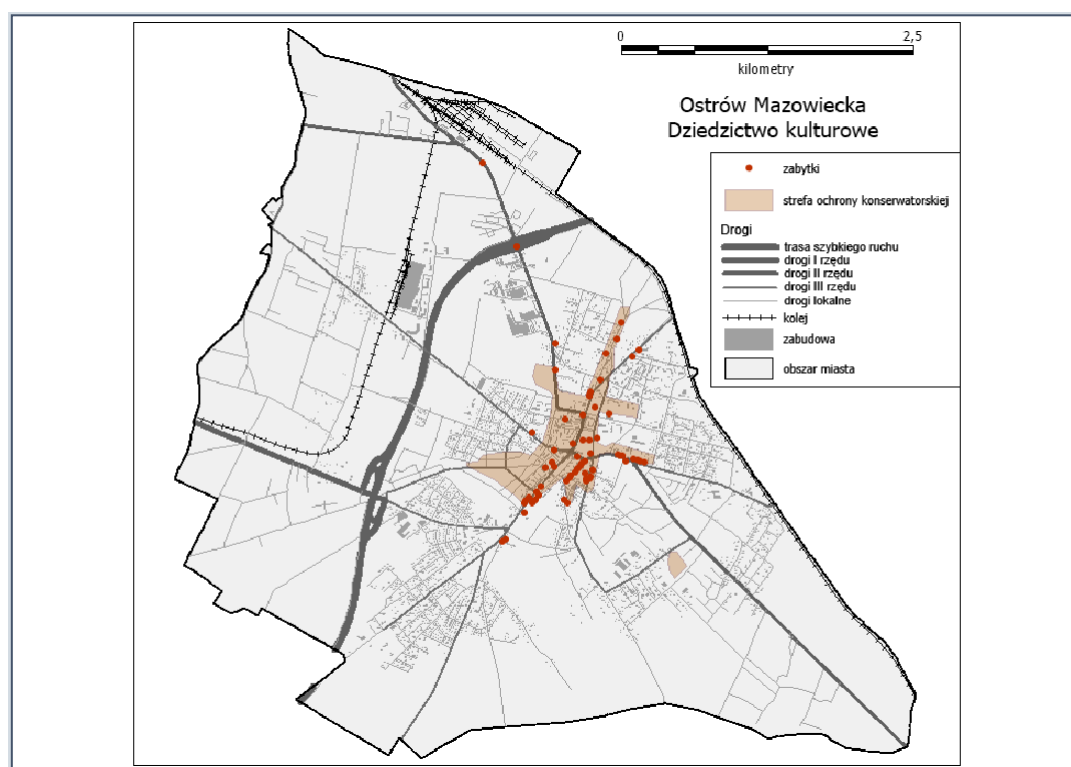 0 2,5
kilometry
Ostrów Mazowiecka
Dziedzictwo kulturowe
zabytki
strefa ochrony konserwatorskiej
Drogi
trasa szybkiego ruchu
drogi I rzędu
drogi II rzędu
drogi III rzędu
drogi lokalne
kolej
zabudowa
obszar miasta